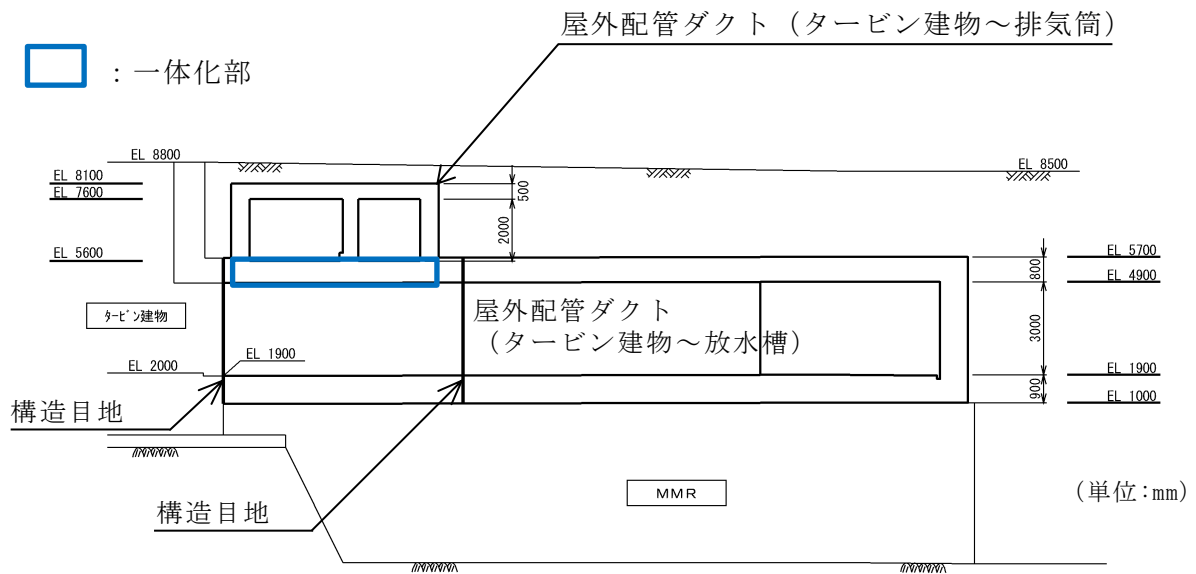 屋外配管ダクト（タービン建物～排気筒）
：一体化部
EL 8800
EL 8500
EL 8100
EL 7600
500
2000
EL 5600
EL 5700
800
EL 4900
ﾀｰﾋﾞﾝ建物
屋外配管ダクト
（タービン建物～放水槽）
3000
EL 1900
EL 2000
EL 1900
900
EL 1000
構造目地
構造目地
MMR
（単位:mm）